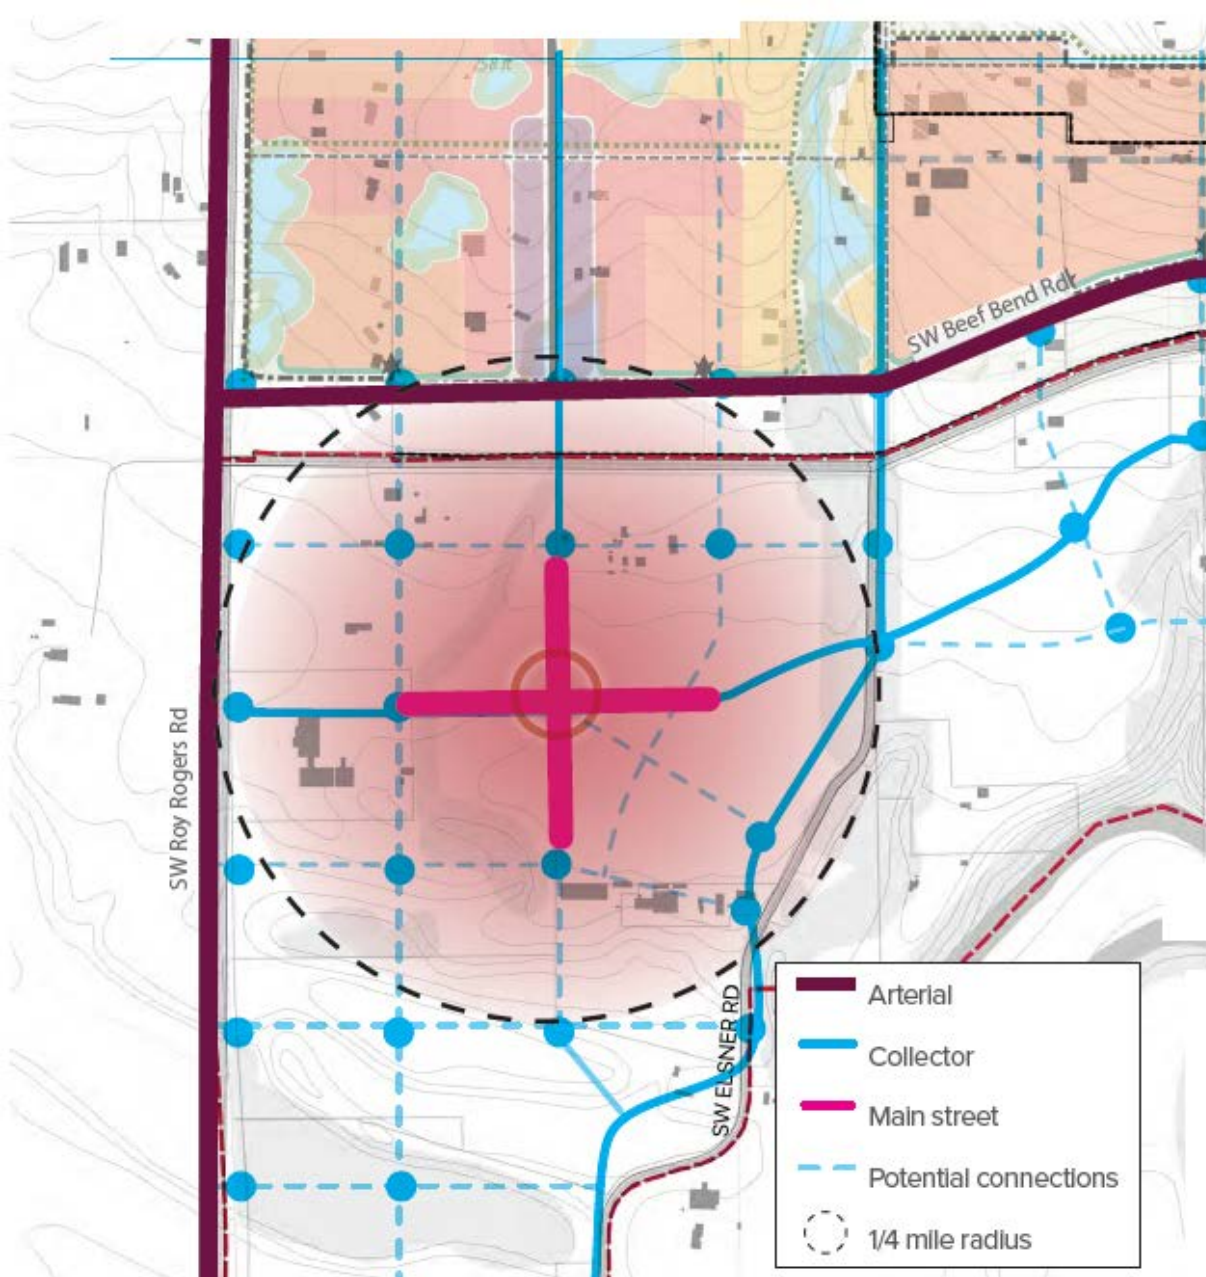 SW Beef Bend Rd
SW Roy Rogers Rd
SW ELSNER RD
Arterial
Collector
Main street
Potential connections
1/4 mile radius